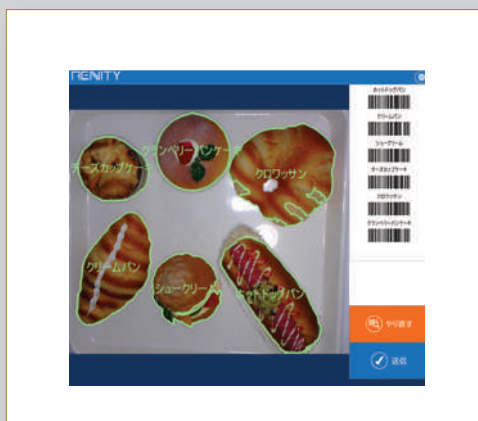 RENITY
クランベリーパンケーキ
チーズカップケーキ
クロワッサン
クリームパン
シュークリーム
ホットドッグパン
ホットドッグパン
クリームパン
シュークリーム
チーズカップケーキ
クロワッサン
クランベリーパンケーキ
やり直す
送信